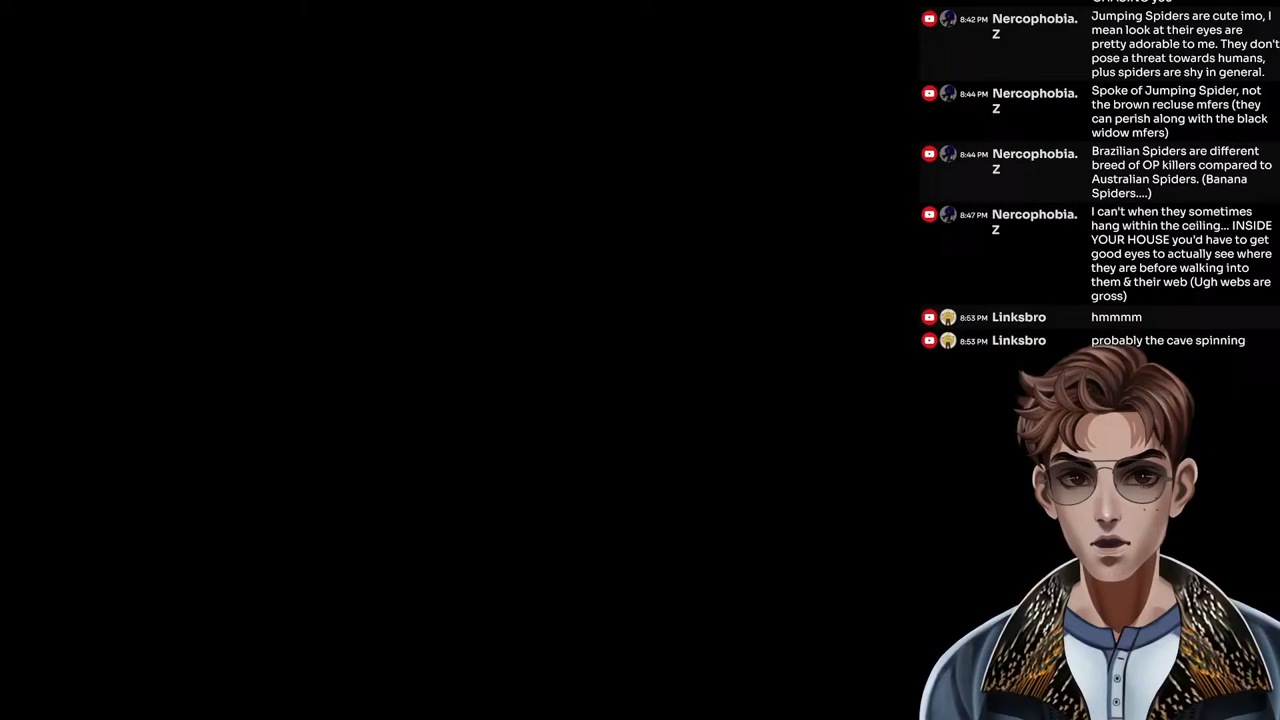 8:42 PM Nercophobia. Jumping Spiders are cute imo, I
Z mean look at their eyes are
pretty adorable to me. They don't
pose a threat towards humans,
plus spiders are shy in general.
8:44 PM Nercophobia. Spoke of Jumping Spider, not
Z the brown recluse mfers (they
can perish along with the black
widow mfers)
8:44 PM Nercophobia. Brazilian Spiders are different
Z breed of OP killers compared to
Australian Spiders. (Banana
Spiders....)
8:47 PM Nercophobia. I can't when they sometimes
Z hang within the ceiling... INSIDE
YOUR HOUSE you'd have to get
good eyes to actually see where
they are before walking into
them & their web (Ugh webs are
gross)
8:53 PM Linksbro hmmmm
8:53 PM Linksbro probably the cave spinning